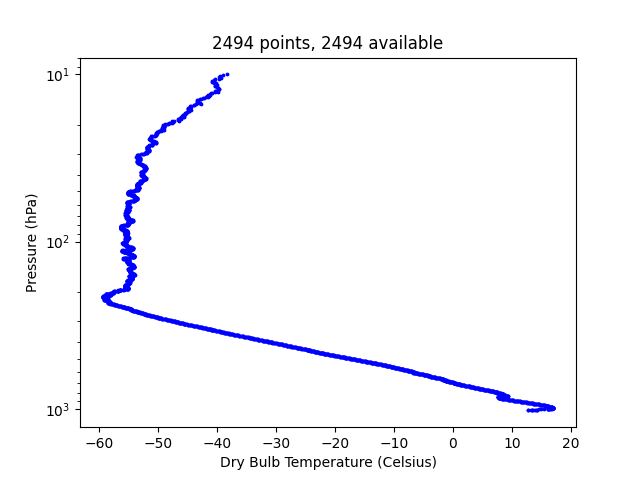 2494 points, 2494 available
10¹
10²
10³
Pressure (hPa)
−60 −50 −40 −30 −20 −10 0 10 20
Dry Bulb Temperature (Celsius)